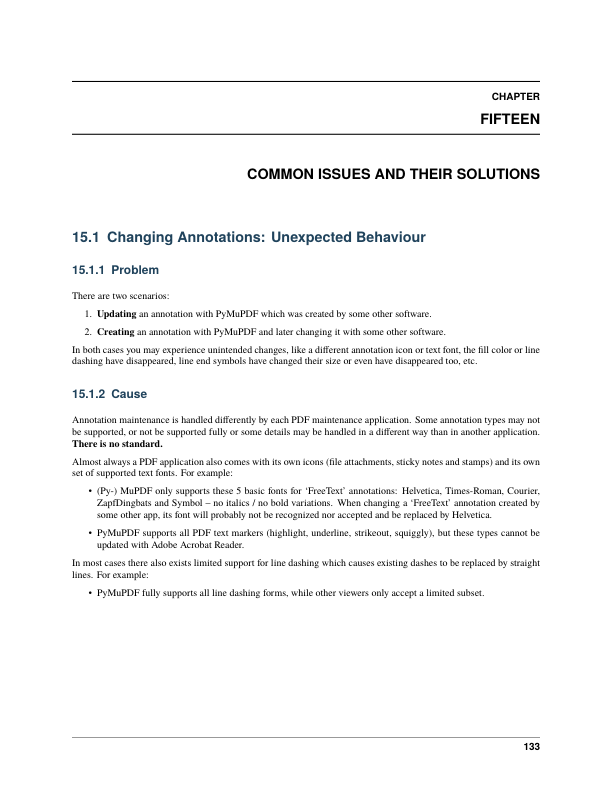 CHAPTER
FIFTEEN
COMMON ISSUES AND THEIR SOLUTIONS
15.1 Changing Annotations: Unexpected Behaviour
15.1.1 Problem
There are two scenarios:
1. Updating an annotation with PyMuPDF which was created by some other software.
2. Creating an annotation with PyMuPDF and later changing it with some other software.
In both cases you may experience unintended changes, like a different annotation icon or text font, the fill color or line
dashing have disappeared, line end symbols have changed their size or even have disappeared too, etc.
15.1.2 Cause
Annotation maintenance is handled differently by each PDF maintenance application. Some annotation types may not
be supported, or not be supported fully or some details may be handled in a different way than in another application.
There is no standard.
Almost always a PDF application also comes with its own icons (file attachments, sticky notes and stamps) and its own
set of supported text fonts. For example:
• (Py-) MuPDF only supports these 5 basic fonts for ‘FreeText’ annotations: Helvetica, Times-Roman, Courier,
ZapfDingbats and Symbol – no italics / no bold variations. When changing a ‘FreeText’ annotation created by
some other app, its font will probably not be recognized nor accepted and be replaced by Helvetica.
• PyMuPDF supports all PDF text markers (highlight, underline, strikeout, squiggly), but these types cannot be
updated with Adobe Acrobat Reader.
In most cases there also exists limited support for line dashing which causes existing dashes to be replaced by straight
lines. For example:
• PyMuPDF fully supports all line dashing forms, while other viewers only accept a limited subset.
133